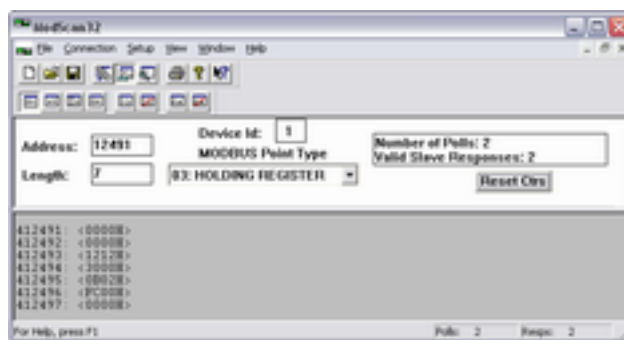 ModScan32
File Connection Setup View Window Help
Address: 12491
Device Id: 1
MODBUS Point Type
Number of Polls: 2
Valid Slave Responses: 2
Length: 7
03: HOLDING REGISTER
Reset Ctrs
412491: <0000H>
412492: <0000H>
412493: <1212H>
412494: <3000H>
412495: <0B02H>
412496: <FC00H>
412497: <0000H>
For Help, press F1
Polls: 2
Resps: 2